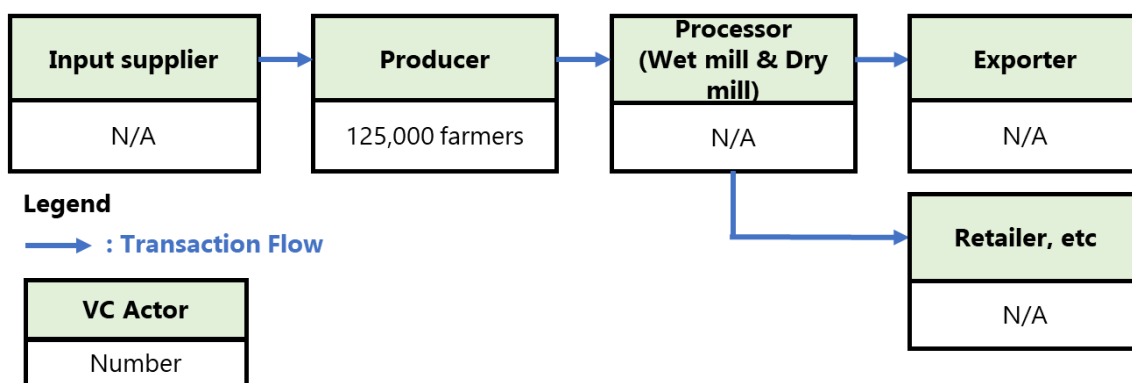 Input supplier
N/A
Producer
125,000 farmers
Processor
(Wet mill & Dry
mill)
N/A
Exporter
N/A
Legend
: Transaction Flow
Retailer, etc
N/A
VC Actor
Number